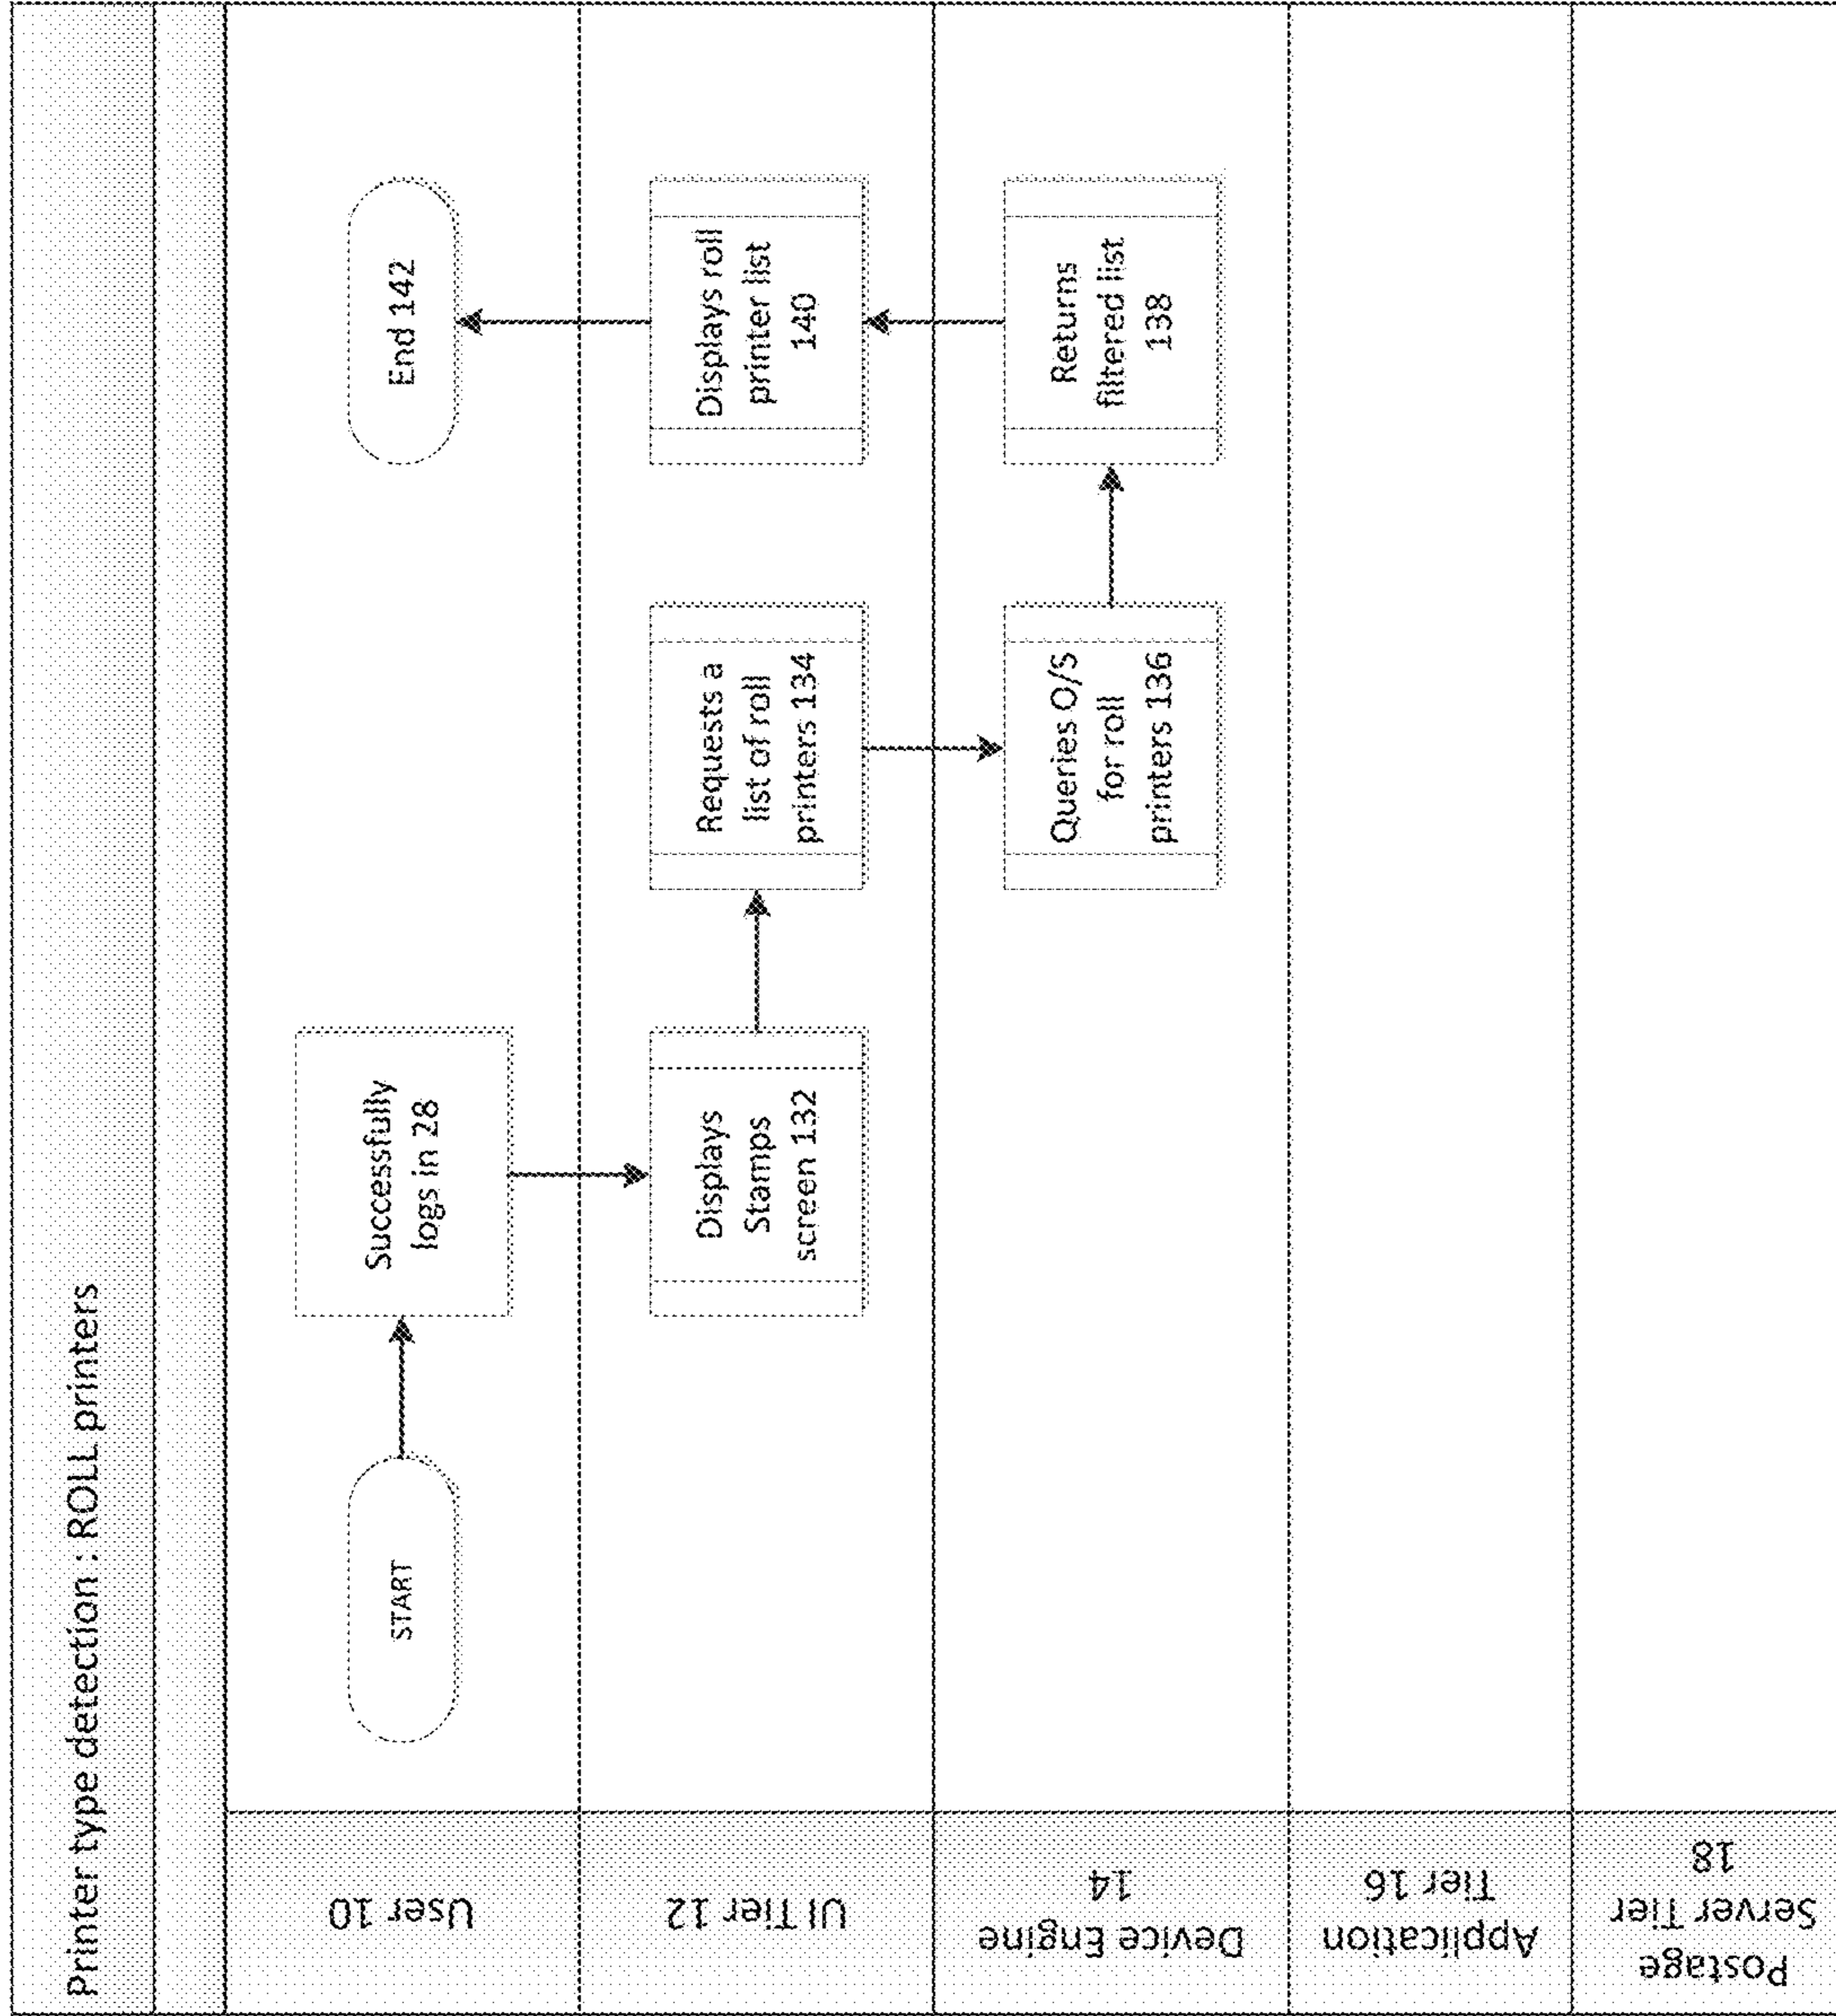 Printer type detection : ROLL printers
User 10
START
Successfully
logs in 28
End 142
UI Tier 12
Displays
Stamps
screen 132
Requests a
list of roll
printers 134
Displays roll
printer list
140
Device Engine
14
Queries O/S
for roll
printers 136
Returns
filtered list
138
Application
Tier 16
Postage
Server Tier
18